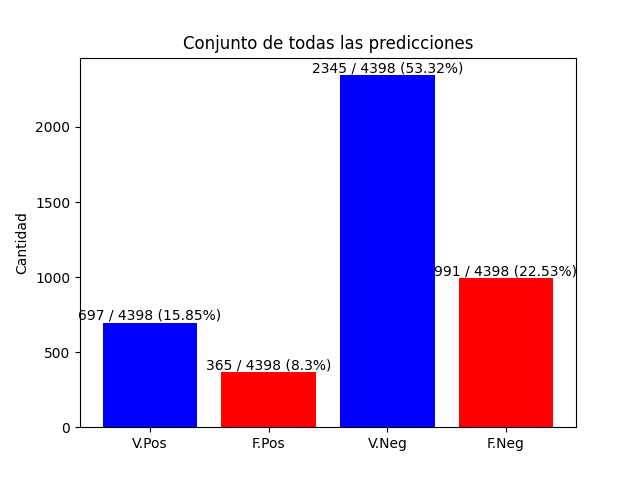 Conjunto de todas las predicciones
2345 / 4398 (53.32%)
991 / 4398 (22.53%)
697 / 4398 (15.85%)
365 / 4398 (8.3%)
Cantidad
2000
1500
1000
500
0
V.Pos
F.Pos
V.Neg
F.Neg